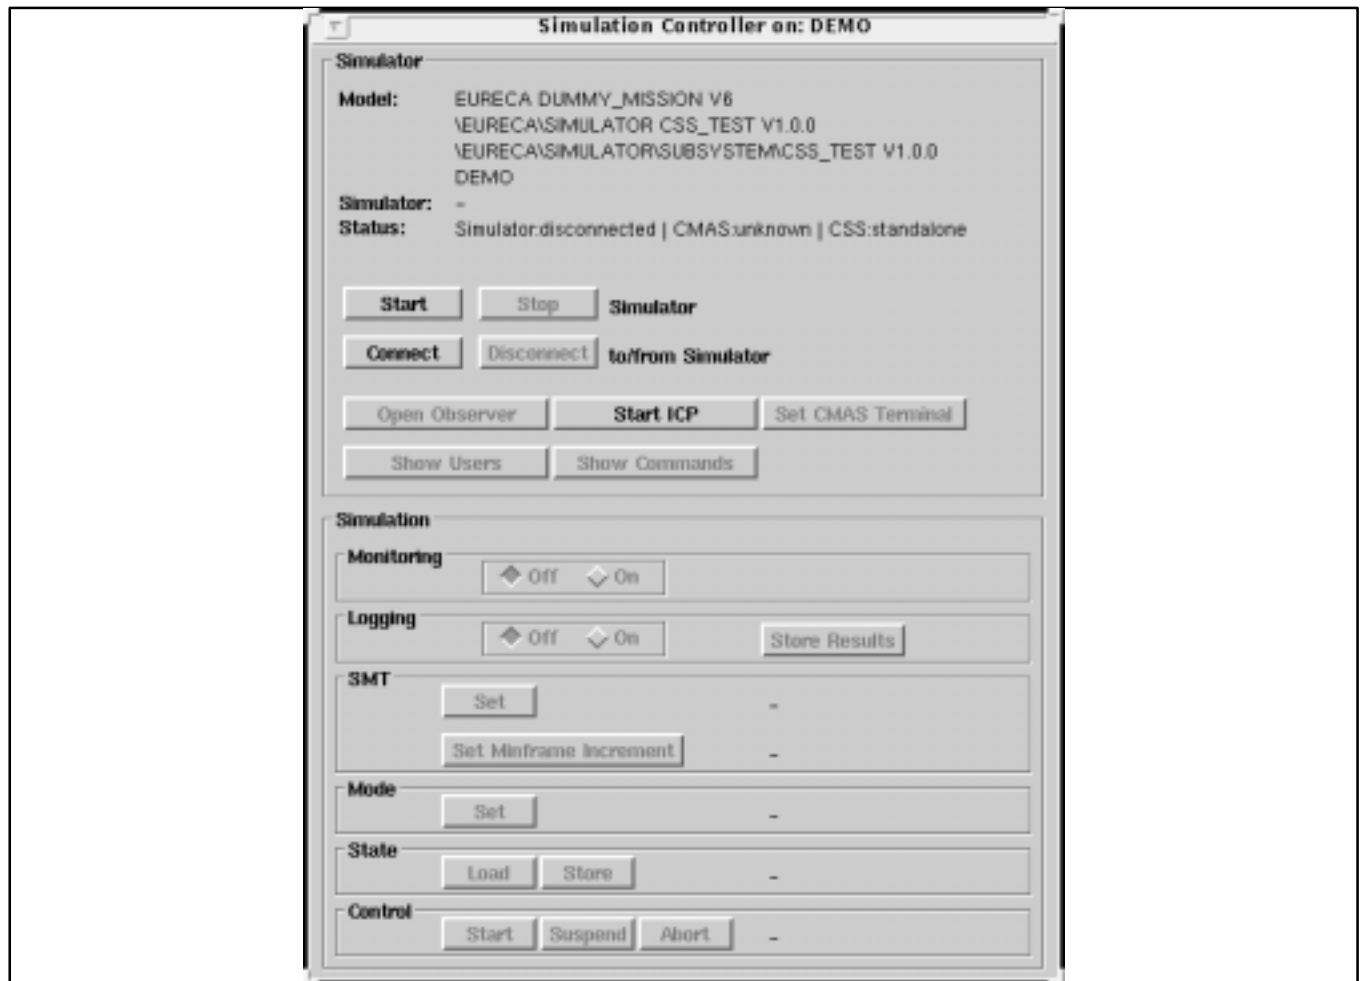 Simulation Controller on: DEMO
Simulator
Model: EURECA DUMMY_MISSION V6
\EURECA\SIMULATOR CSS_TEST V1.0.0
\EURECA\SIMULATOR\SUBSYSTEM\CSS_TEST V1.0.0
DEMO
Simulator: -
Status: Simulator:disconnected | CMAS:unknown | CSS:standalone
Start Stop Simulator
Connect Disconnect to/from Simulator
Open Observer Start ICP Set CMAS Terminal
Show Users Show Commands
Simulation
Monitoring
Off On
Logging
Off On Store Results
SMT
Set -
Set Minframe Increment -
Mode
Set -
State
Load Store -
Control
Start Suspend Abort -